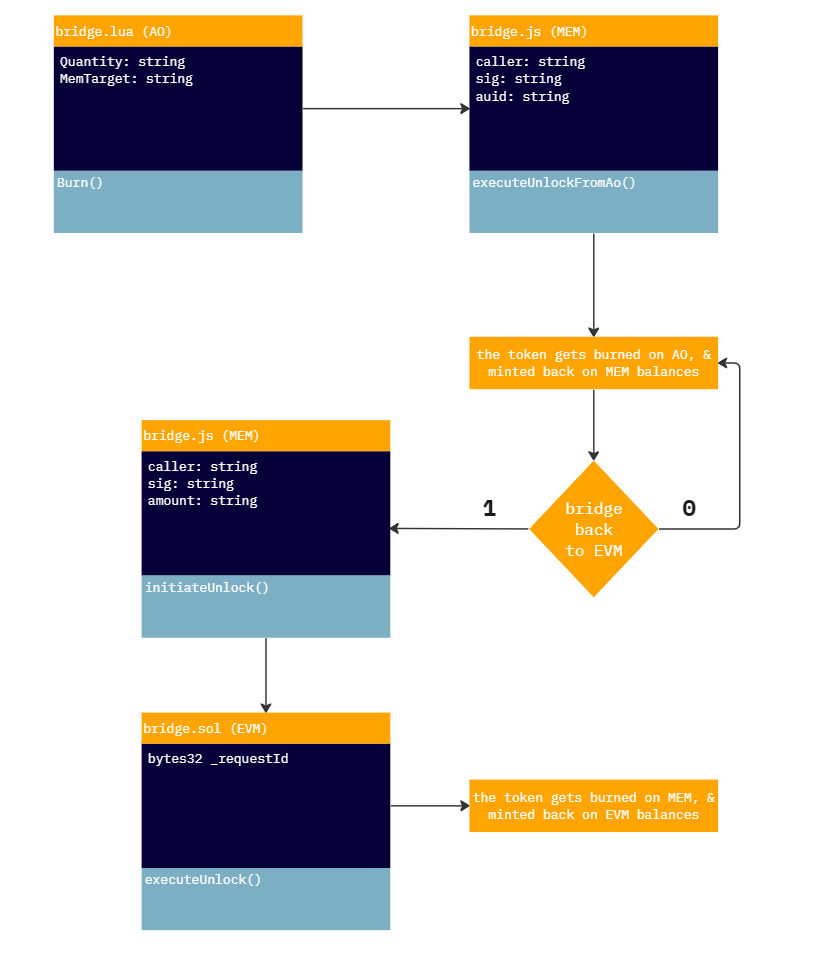 bridge.lua (AO)
Quantity: string
MemTarget: string
Burn()
bridge.js (MEM)
caller: string
sig: string
auid: string
executeUnlockFromAo()
the token gets burned on AO, &
minted back on MEM balances
bridge
back
to EVM
1
0
bridge.js (MEM)
caller: string
sig: string
amount: string
initiateUnlock()
bridge.sol (EVM)
bytes32 _requestId
executeUnlock()
the token gets burned on MEM, &
minted back on EVM balances